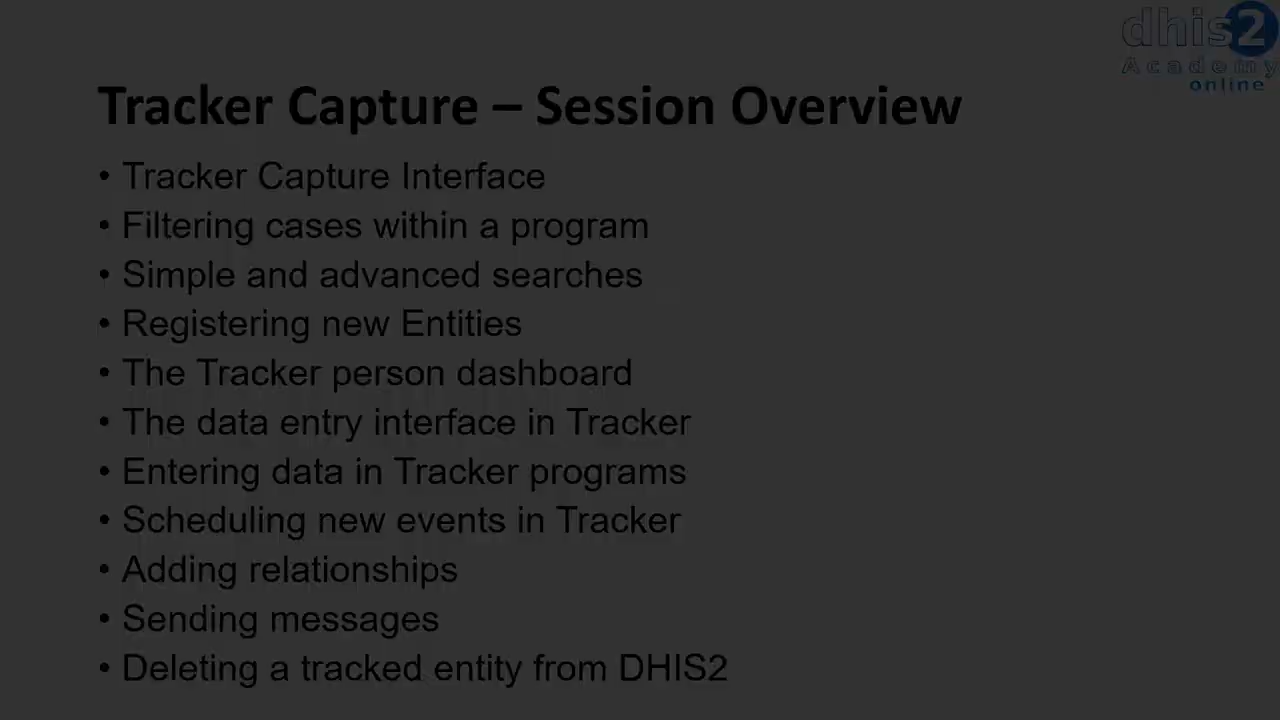 dhis2
Academy
online
Tracker Capture – Session Overview
• Tracker Capture Interface
• Filtering cases within a program
• Simple and advanced searches
• Registering new Entities
• The Tracker person dashboard
• The data entry interface in Tracker
• Entering data in Tracker programs
• Scheduling new events in Tracker
• Adding relationships
• Sending messages
• Deleting a tracked entity from DHIS2